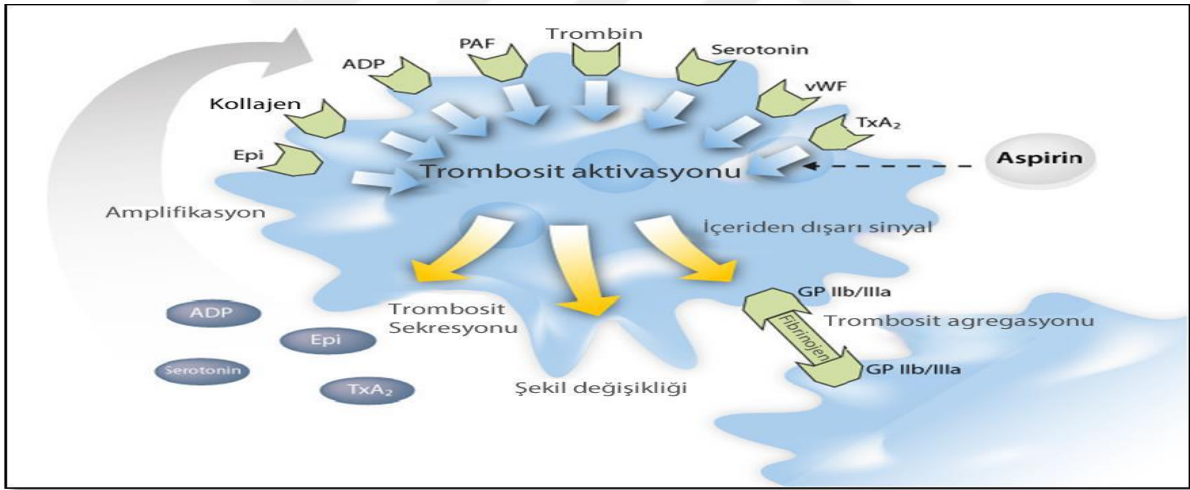 Trombin
PAF
Serotonin
ADP
vWF
Kollajen
TxA₂
Epi
Aspirin
Trombosit aktivasyonu
Amplifikasyon
İçeriden dışarı sinyal
GP IIb/IIIa
ADP
Trombosit
Sekresyonu
Fibrinojen
Trombosit agregasyonu
Epi
Serotonin
GP IIb/IIIa
TxA₂
Şekil değişikliği